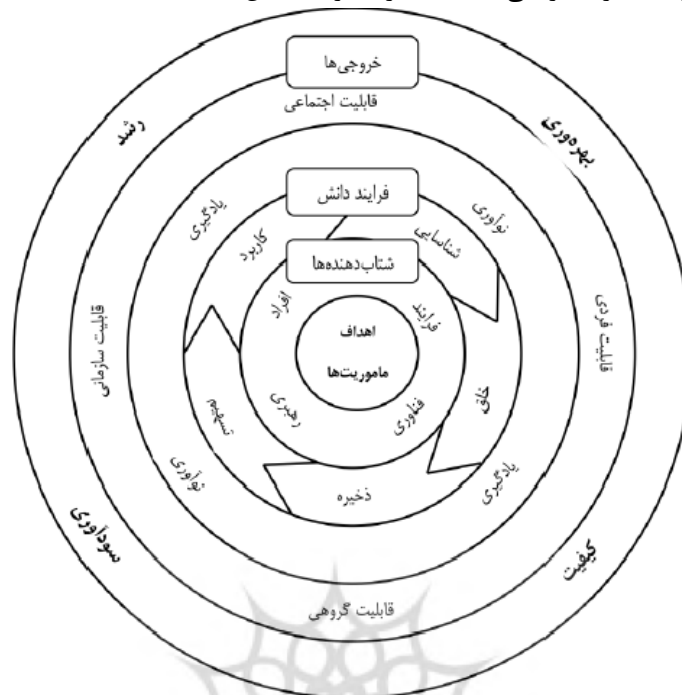 خروجی‌ها
قابلیت اجتماعی
رشد
بهره‌وری
فرایند دانش
یادگیری
نوآوری
کاربرد
شناسایی
شتاب‌دهنده‌ها
افراد
فرایند
اهداف
ماموریت‌ها
قابلیت سازمانی
قابلیت فردی
خلق
تسهیم
رهبری
فناوری
نوآوری
ذخیره
یادگیری
سودآوری
کیفیت
قابلیت گروهی